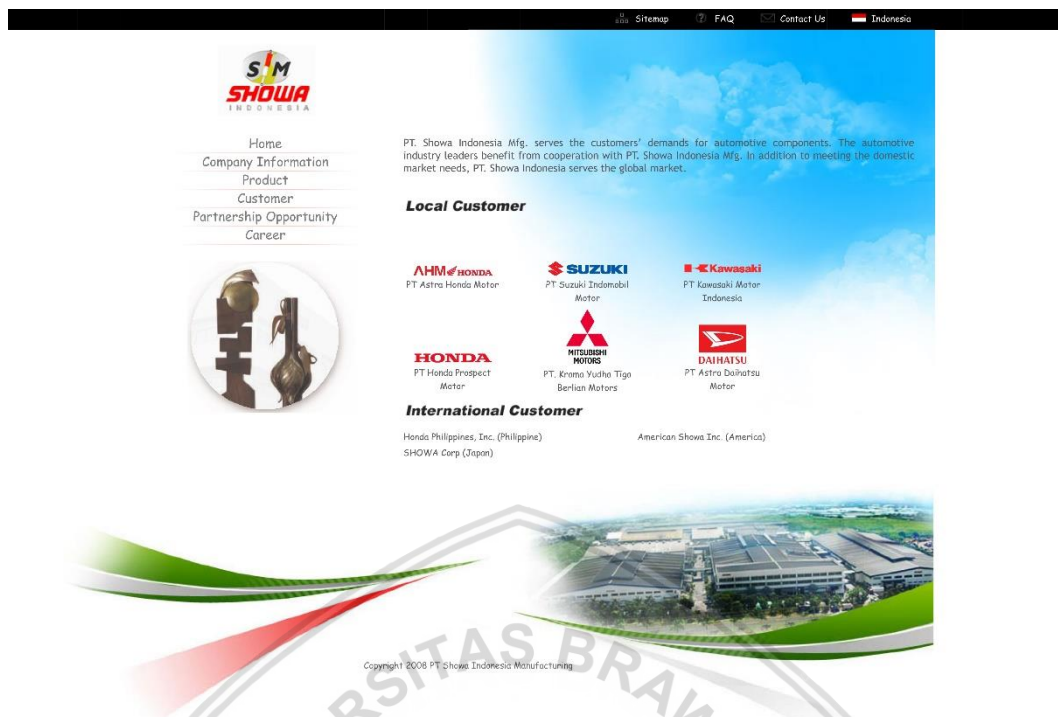 Sitemap FAQ Contact Us Indonesia
SIM
SHOWA
INDONESIA
Home
Company Information
Product
Customer
Partnership Opportunity
Career
PT. Showa Indonesia Mfg. serves the customers' demands for automotive components. The automotive
industry leaders benefit from cooperation with PT. Showa Indonesia Mfg. In addition to meeting the domestic
market needs, PT. Showa Indonesia serves the global market.
Local Customer
AHM HONDA
PT Astra Honda Motor
SUZUKI
PT Suzuki Indomobil
Motor
Kawasaki
PT Kawasaki Motor
Indonesia
HONDA
PT Honda Prospect
Motor
MITSUBISHI
MOTORS
PT. Krama Yudha Tiga
Berlian Motors
DAIHATSU
PT Astra Daihatsu
Motor
International Customer
Honda Philippines, Inc. (Philippine) American Showa Inc. (America)
SHOWA Corp (Japan)
Copyright 2008 PT Showa Indonesia Manufacturing
RSITAS BRAW